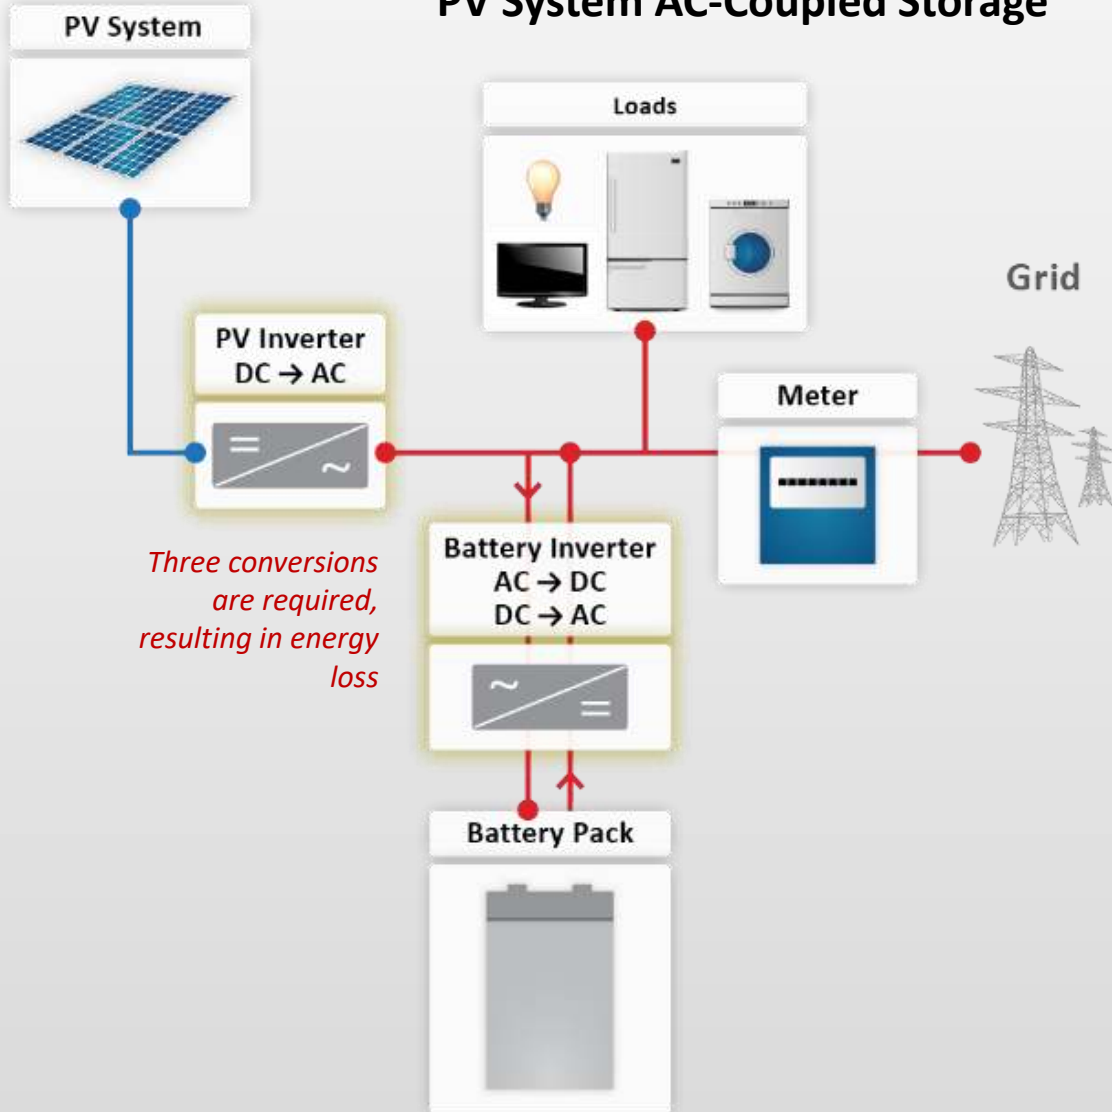 PV System AC-Coupled Storage
PV System
Loads
Grid
PV Inverter
DC → AC
Meter
Three conversions
are required,
resulting in energy
loss
Battery Inverter
AC → DC
DC → AC
Battery Pack